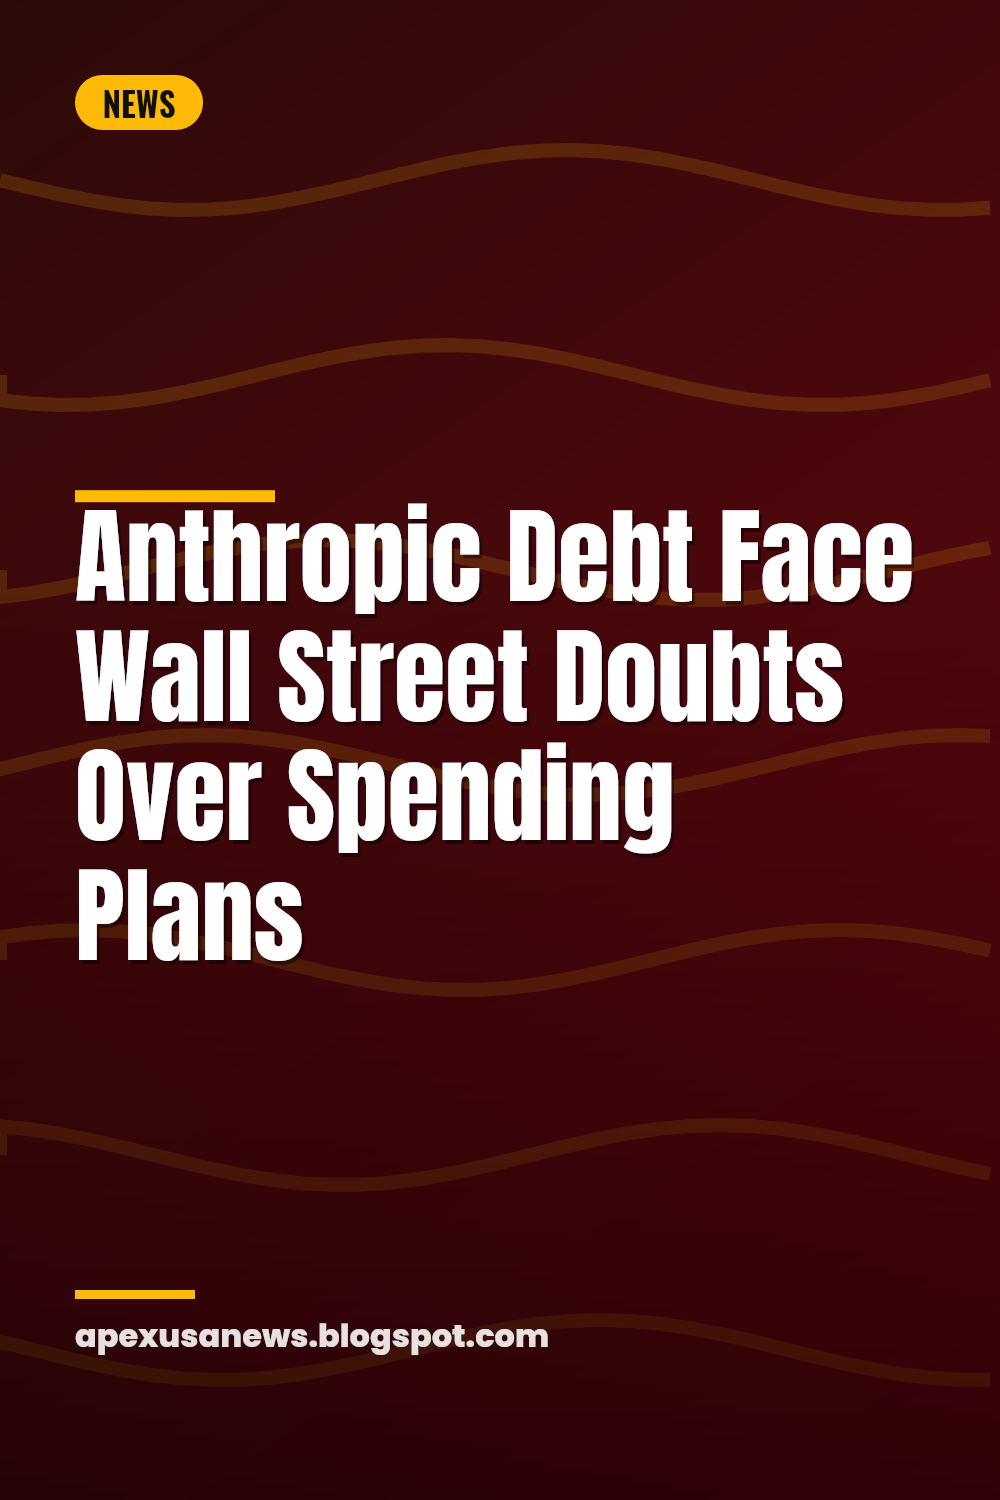 NEWS
Anthropic Debt Face
Wall Street Doubts
Over Spending
Plans
apexusanews.blogspot.com